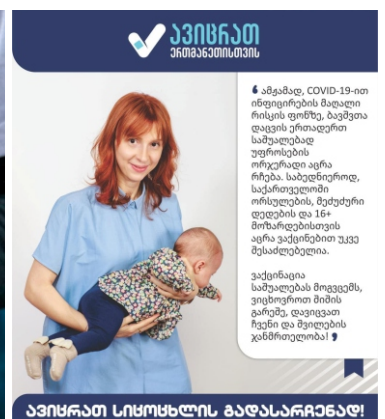 ავიცრათ
ერთმანეთისთვის
ამჟამად, COVID-19-ით
ინფიცირების მაღალი
რისკის ფონზე, ბავშვთა
დაცვის ერთადერთ
საშუალებად
უფროსების
ორჯერადი აცრა
რჩება. საბედნიეროდ,
საქართველოში
ორსულების, მეძუძური
დედების და 16+
მოზარდებისთვის
აცრა ვაქცინებით უკვე
შესაძლებელია.
ვაქცინაცია
საშუალებას მოგვცემს,
ვიცხოვროთ შიშის
გარეშე, დავიცვათ
ჩვენი და შვილების
ჯანმრთელობა!
ავიცრათ სიცოცხლის გადასარჩენად!